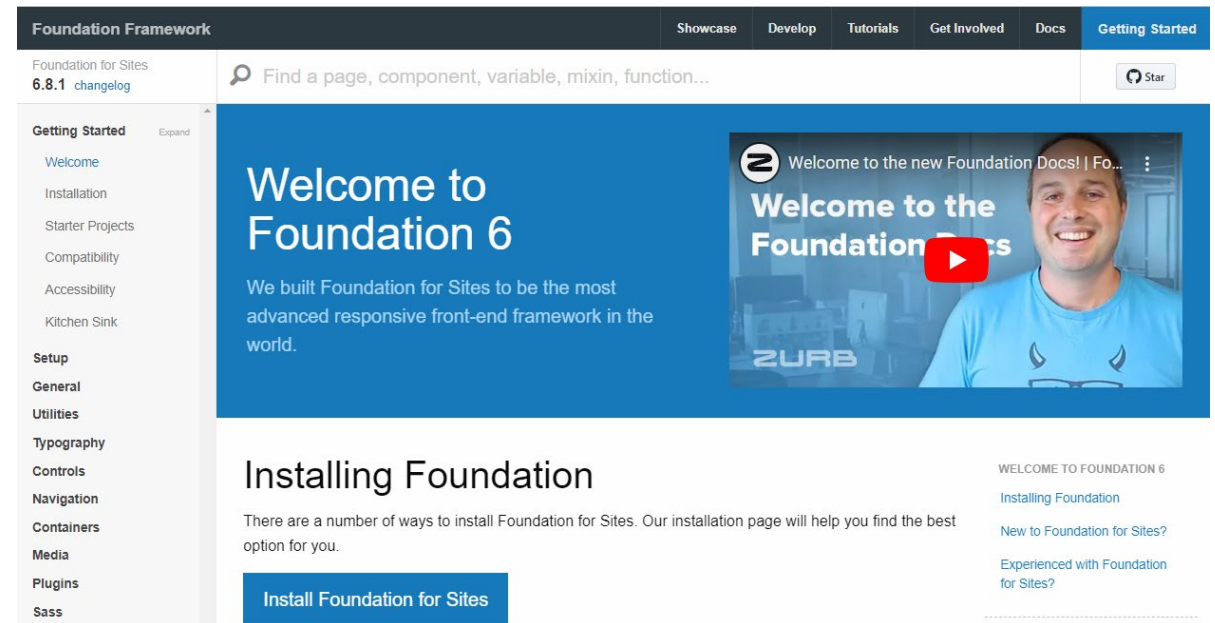 Foundation Framework
Showcase
Develop
Tutorials
Get Involved
Docs
Getting Started
Foundation for Sites
6.8.1 changelog
Find a page, component, variable, mixin, function...
Star
Getting Started Expand
Welcome
Installation
Starter Projects
Compatibility
Accessibility
Kitchen Sink
Setup
General
Utilities
Typography
Controls
Navigation
Containers
Media
Plugins
Sass
Welcome to
Foundation 6
We built Foundation for Sites to be the most
advanced responsive front-end framework in the
world.
Z
Welcome to the new Foundation Docs! | Fo...
Welcome to the
Foundation Docs
ZURB
Installing Foundation
There are a number of ways to install Foundation for Sites. Our installation page will help you find the best
option for you.
Install Foundation for Sites
WELCOME TO FOUNDATION 6
Installing Foundation
New to Foundation for Sites?
Experienced with Foundation
for Sites?